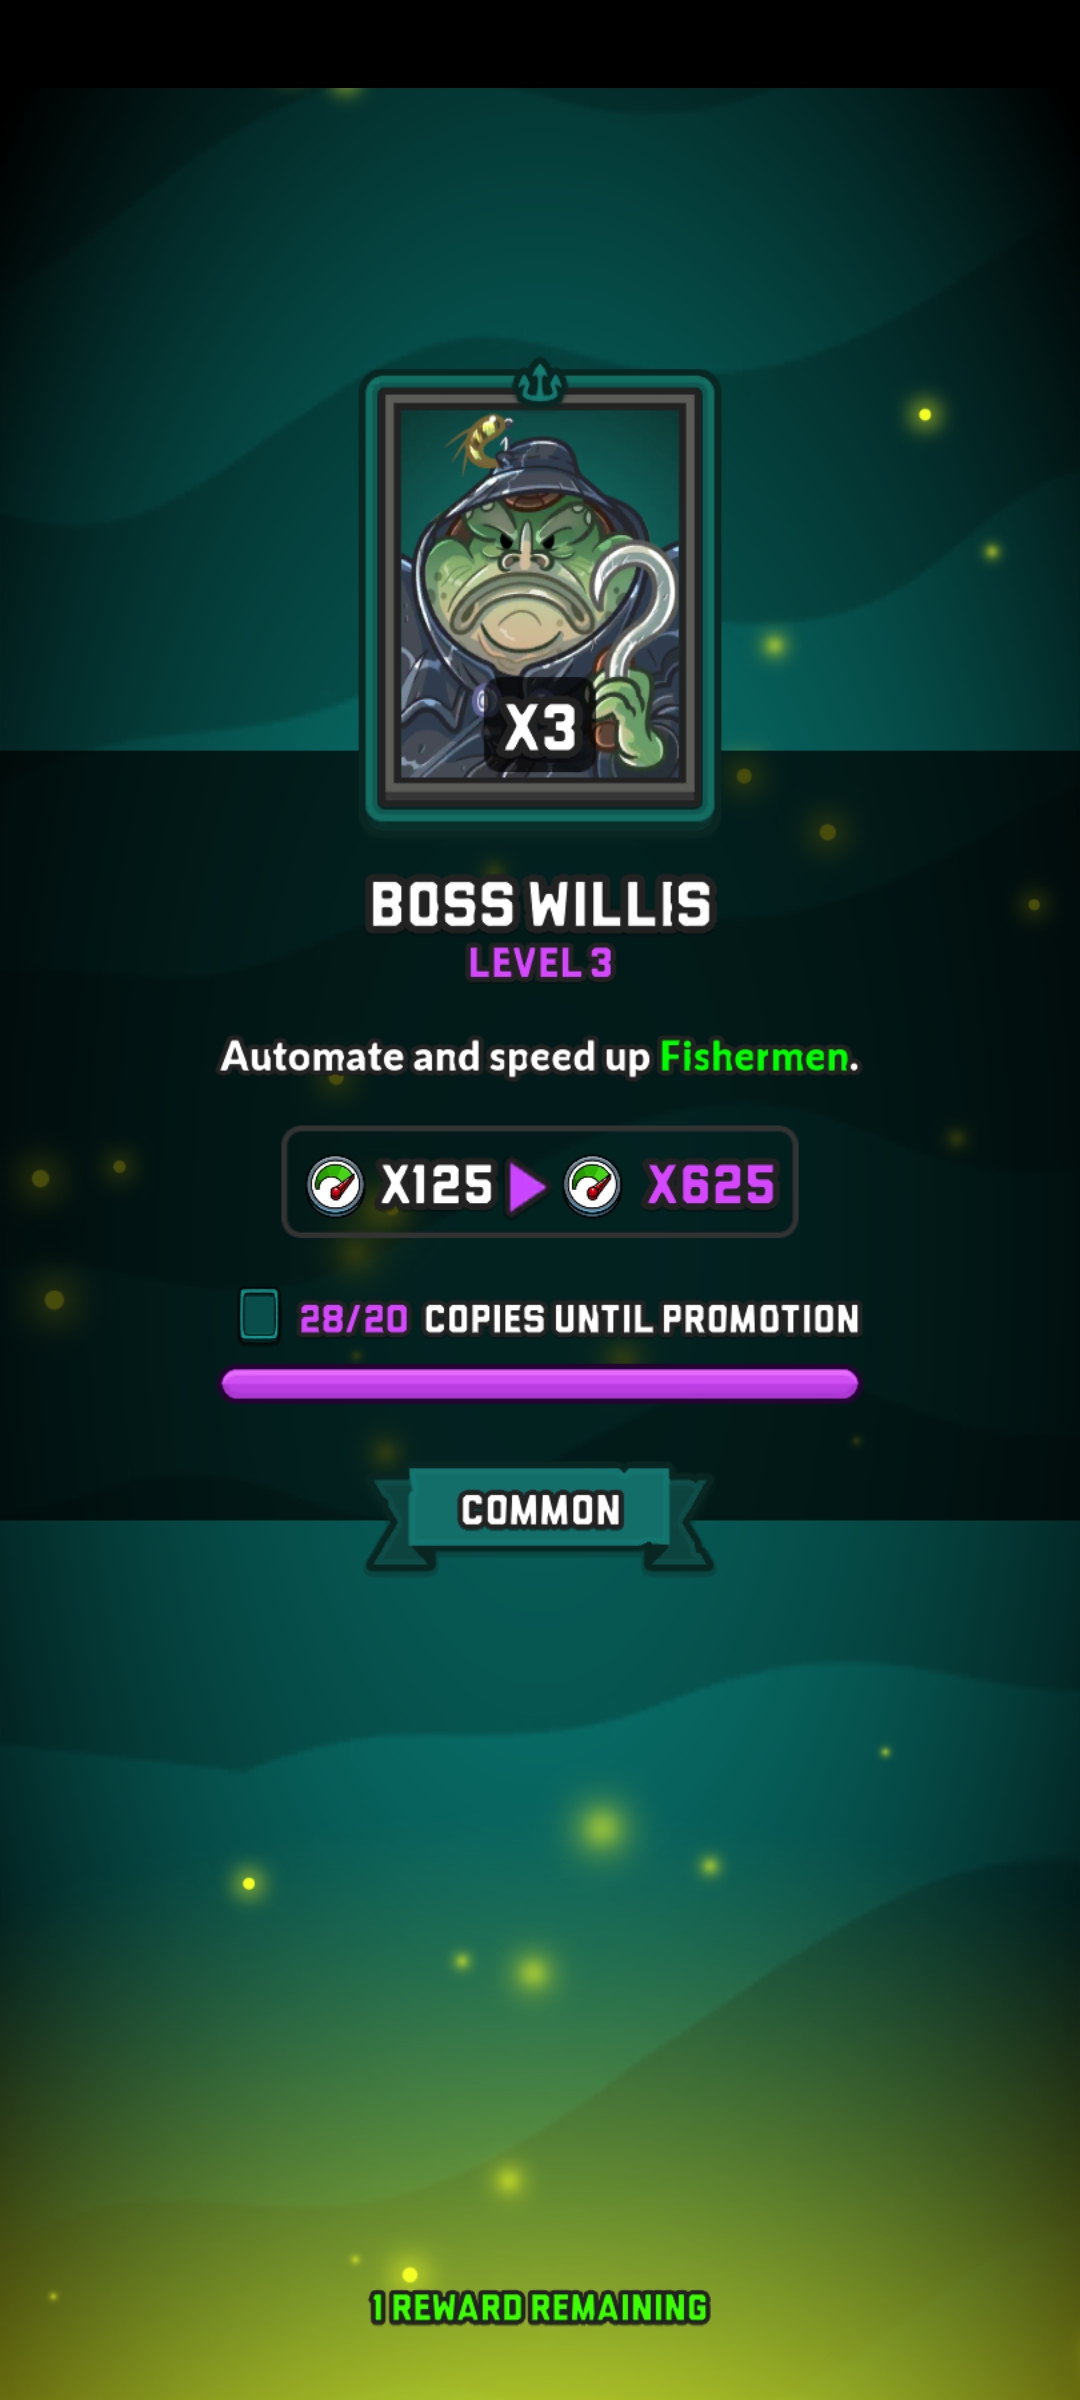 X3
BOSS WILLIS
LEVEL 3
Automate and speed up Fishermen.
X125 X625
28/20 COPIES UNTIL PROMOTION
COMMON
1 REWARD REMAINING